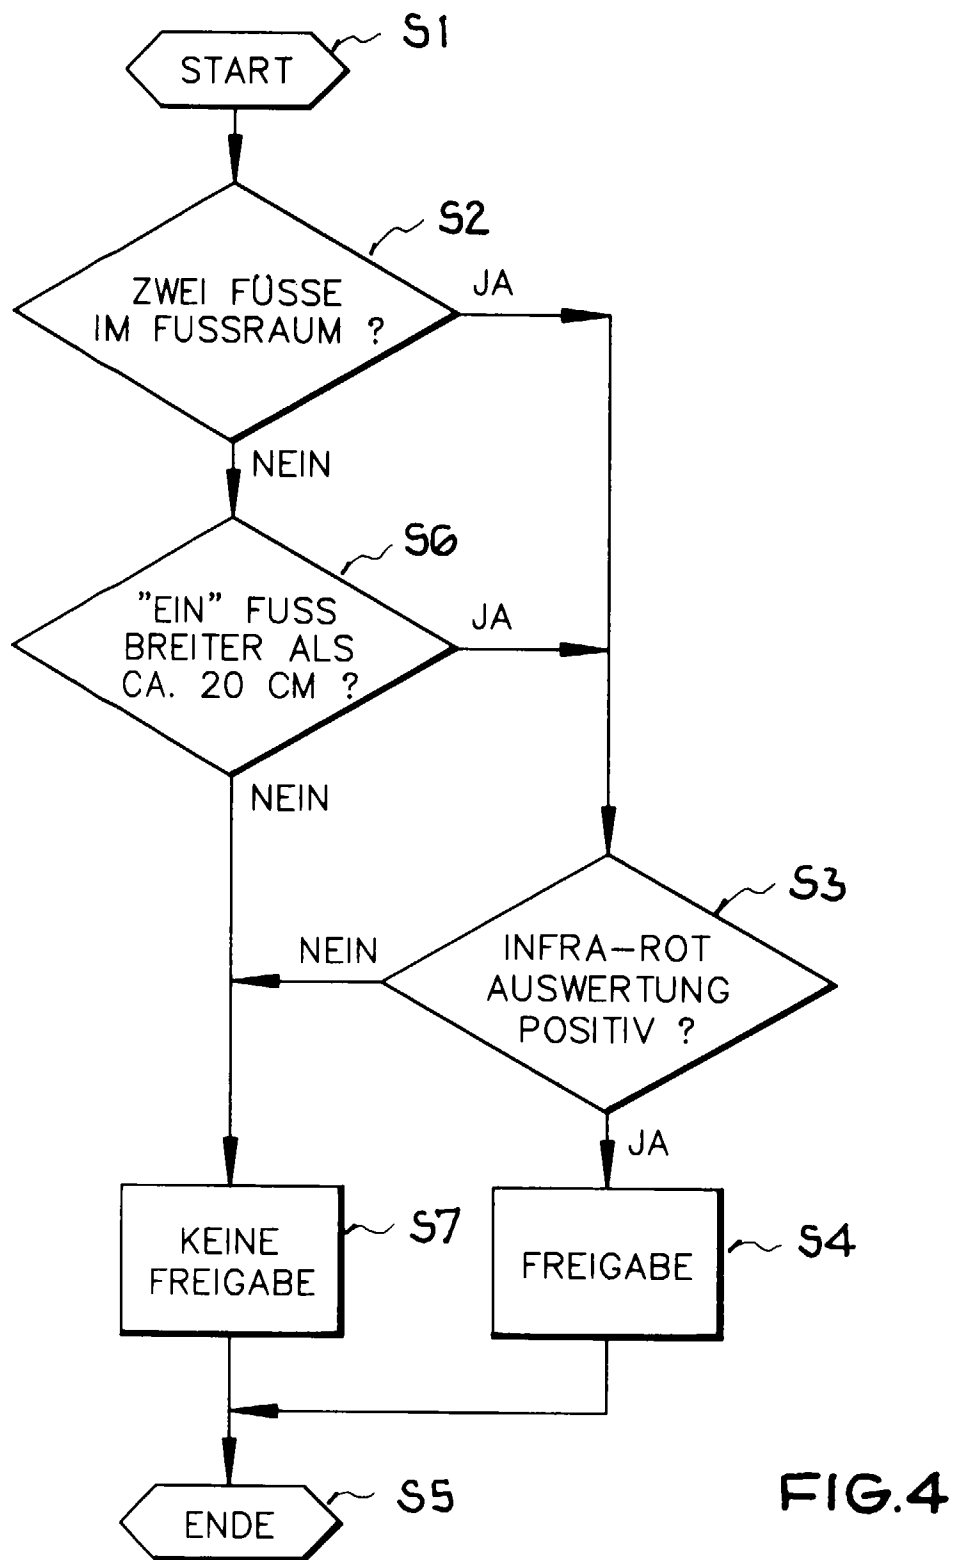 S1
START
S2
ZWEI FÜSSE
IM FUSSRAUM ?
JA
NEIN
S6
"EIN" FUSS
BREITER ALS
CA. 20 CM ?
JA
NEIN
S3
INFRA-ROT
AUSWERTUNG
POSITIV ?
NEIN
JA
S7
KEINE
FREIGABE
S4
FREIGABE
S5
ENDE
FIG.4